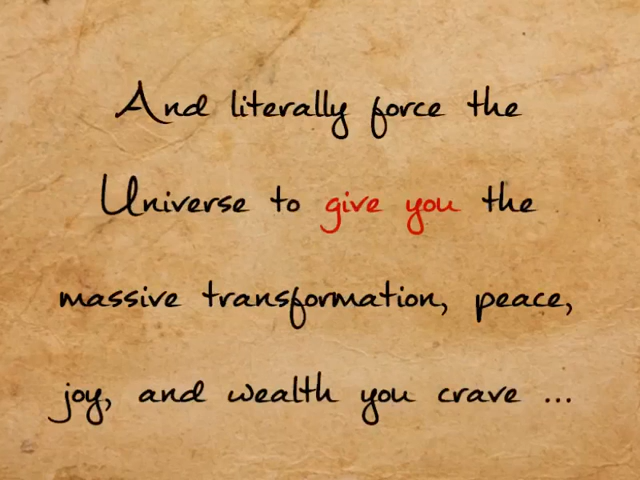 And literally force the
Universe to give you the
massive transformation, peace,
joy, and wealth you crave ...